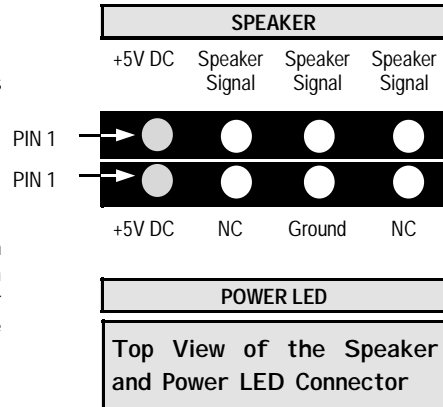 SPEAKER
+5V DC Speaker Signal Speaker Signal Speaker Signal
PIN 1
PIN 1
+5V DC NC Ground NC
POWER LED
Top View of the Speaker
and Power LED Connector